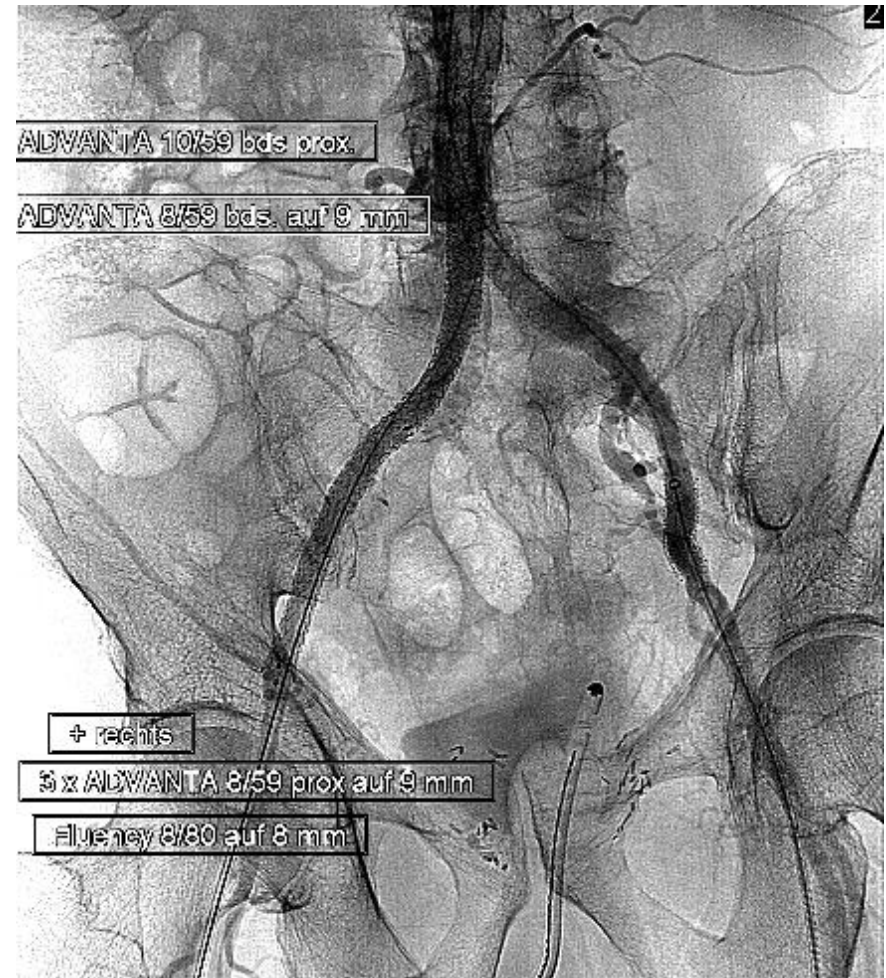 2
ADVANTA 10/59 bds prox.
ADVANTA 8/59 bds. auf 9 mm
+ rechts
3 x ADVANTA 8/59 prox auf 9 mm
Fluency 8/80 auf 8 mm